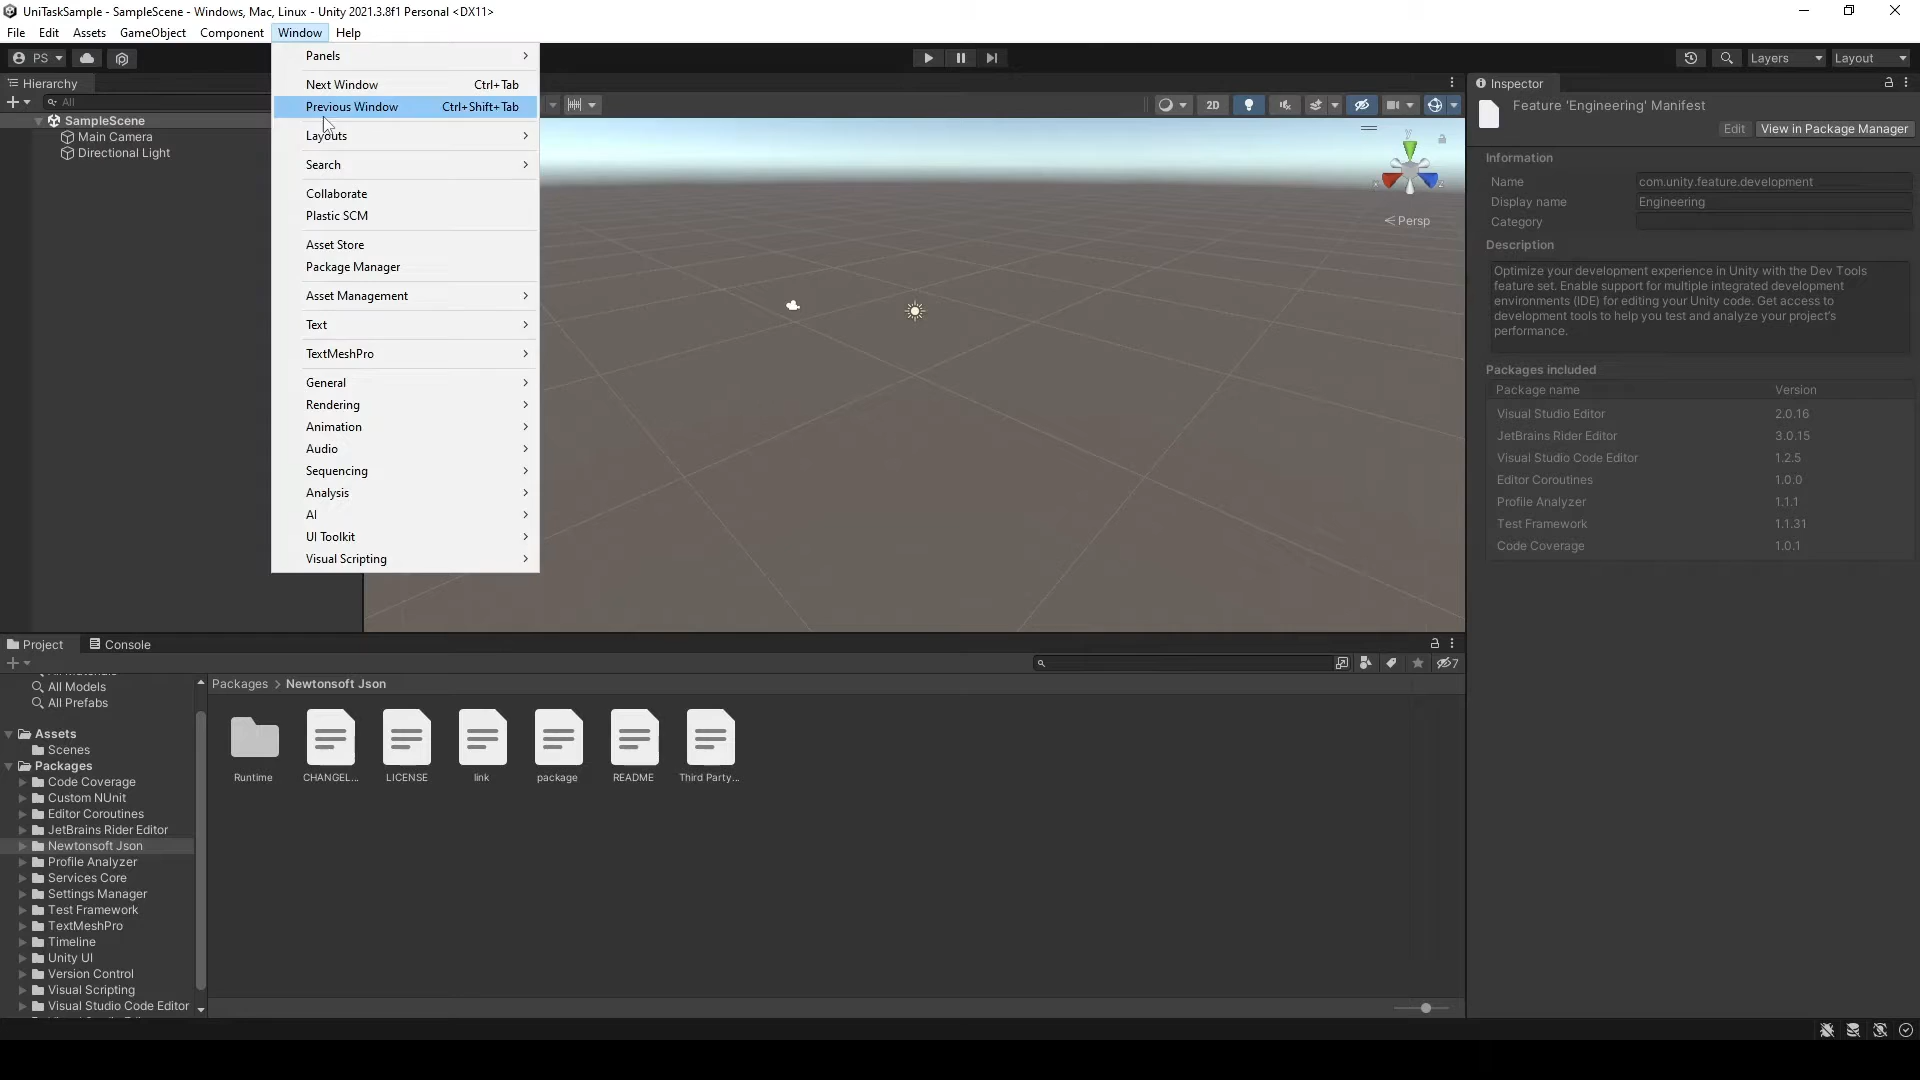 UniTaskSample - SampleScene - Windows, Mac, Linux - Unity 2021.3.8f1 Personal <DX11>
File Edit Assets GameObject Component Window Help
PS
Layers
Layout
Hierarchy
All
SampleScene
Main Camera
Directional Light
Panels
Next Window Ctrl+Tab
Previous Window Ctrl+Shift+Tab
Layouts
Search
Collaborate
Plastic SCM
Asset Store
Package Manager
Asset Management
Text
TextMeshPro
General
Rendering
Animation
Audio
Sequencing
Analysis
AI
UI Toolkit
Visual Scripting
2D
y
Persp
Inspector
Feature 'Engineering' Manifest
Edit View in Package Manager
Information
Name com.unity.feature.development
Display name Engineering
Category
Description
Optimize your development experience in Unity with the Dev Tools
feature set. Enable support for multiple integrated development
environments (IDE) for editing your Unity code. Get access to
development tools to help you test and analyze your project's
performance.
Packages included
Package name Version
Visual Studio Editor 2.0.16
JetBrains Rider Editor 3.0.15
Visual Studio Code Editor 1.2.5
Editor Coroutines 1.0.0
Profile Analyzer 1.1.1
Test Framework 1.1.31
Code Coverage 1.0.1
Project Console
7
All Models
All Prefabs
Assets
Scenes
Packages
Code Coverage
Custom NUnit
Editor Coroutines
JetBrains Rider Editor
Newtonsoft Json
Profile Analyzer
Services Core
Settings Manager
Test Framework
TextMeshPro
Timeline
Unity UI
Version Control
Visual Scripting
Visual Studio Code Editor
Packages > Newtonsoft Json
Runtime CHANGEL... LICENSE link package README Third Party...